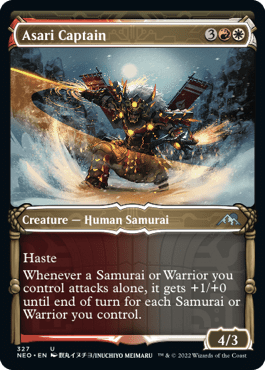 Asari Captain 3
Creature — Human Samurai
Haste
Whenever a Samurai or Warrior you
control attacks alone, it gets +1/+0
until end of turn for each Samurai or
Warrior you control.
4/3
327 U
NEO • EN INUCHIYO MEIMARU ™ & © 2022 Wizards of the Coast